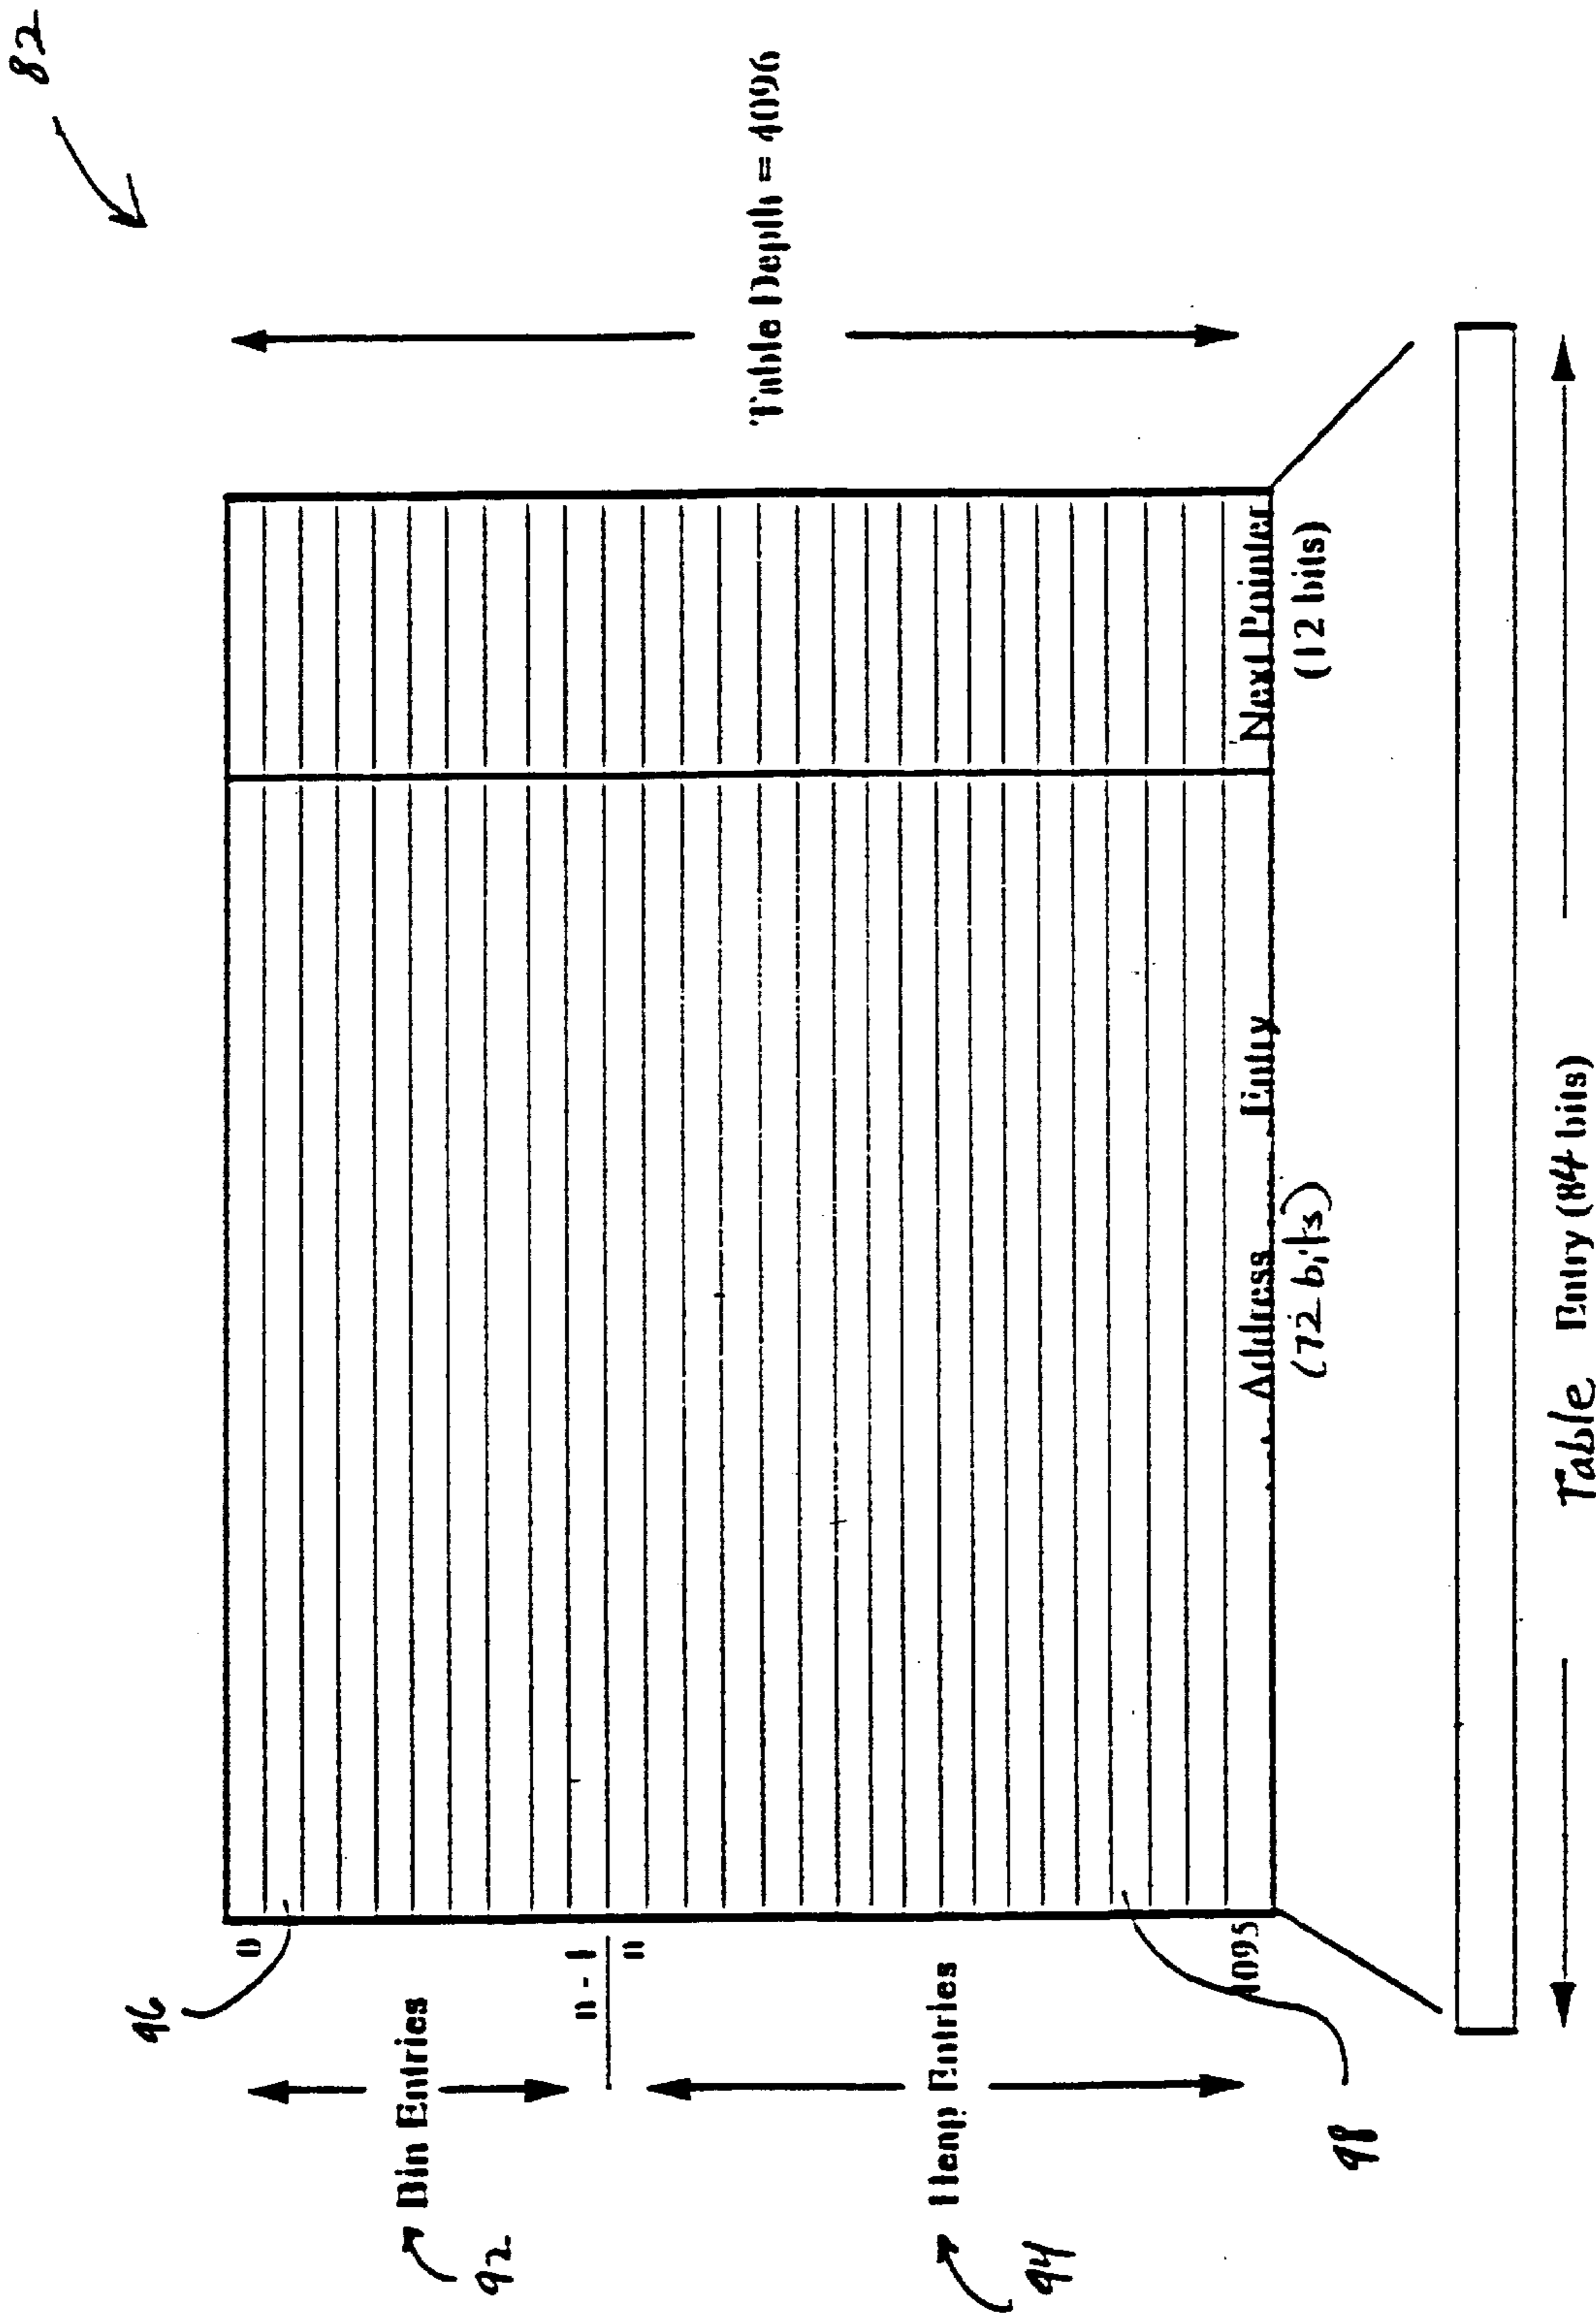 82
96
0
Bin Entries
92
n - 1
n
Table Depth = 4096
Heap Entries
94
4095
98
Address Entry
(72 bits)
Next Pointer
(12 bits)
Table Entry (84 bits)